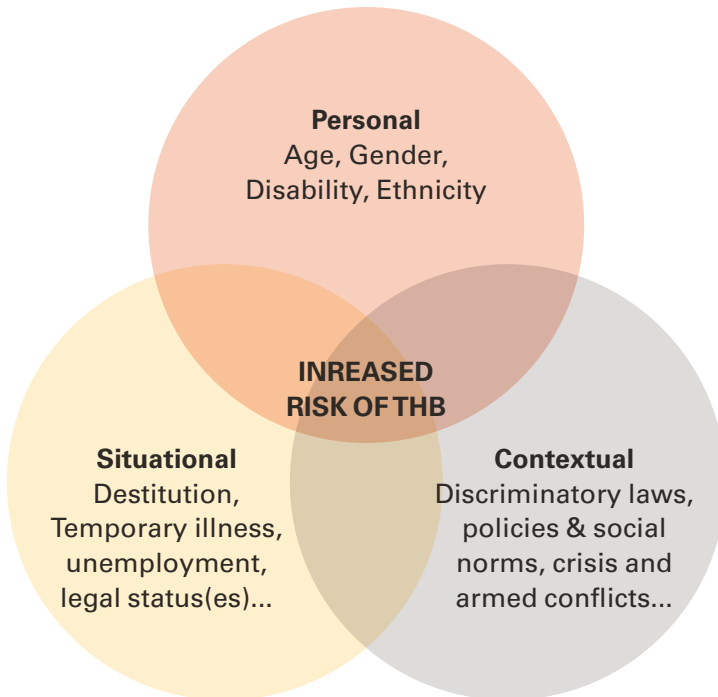 Personal
Age, Gender,
Disability, Ethnicity
INREASED
RISK OF THB
Situational
Destitution,
Temporary illness,
unemployment,
legal status(es)...
Contextual
Discriminatory laws,
policies & social
norms, crisis and
armed conflicts...